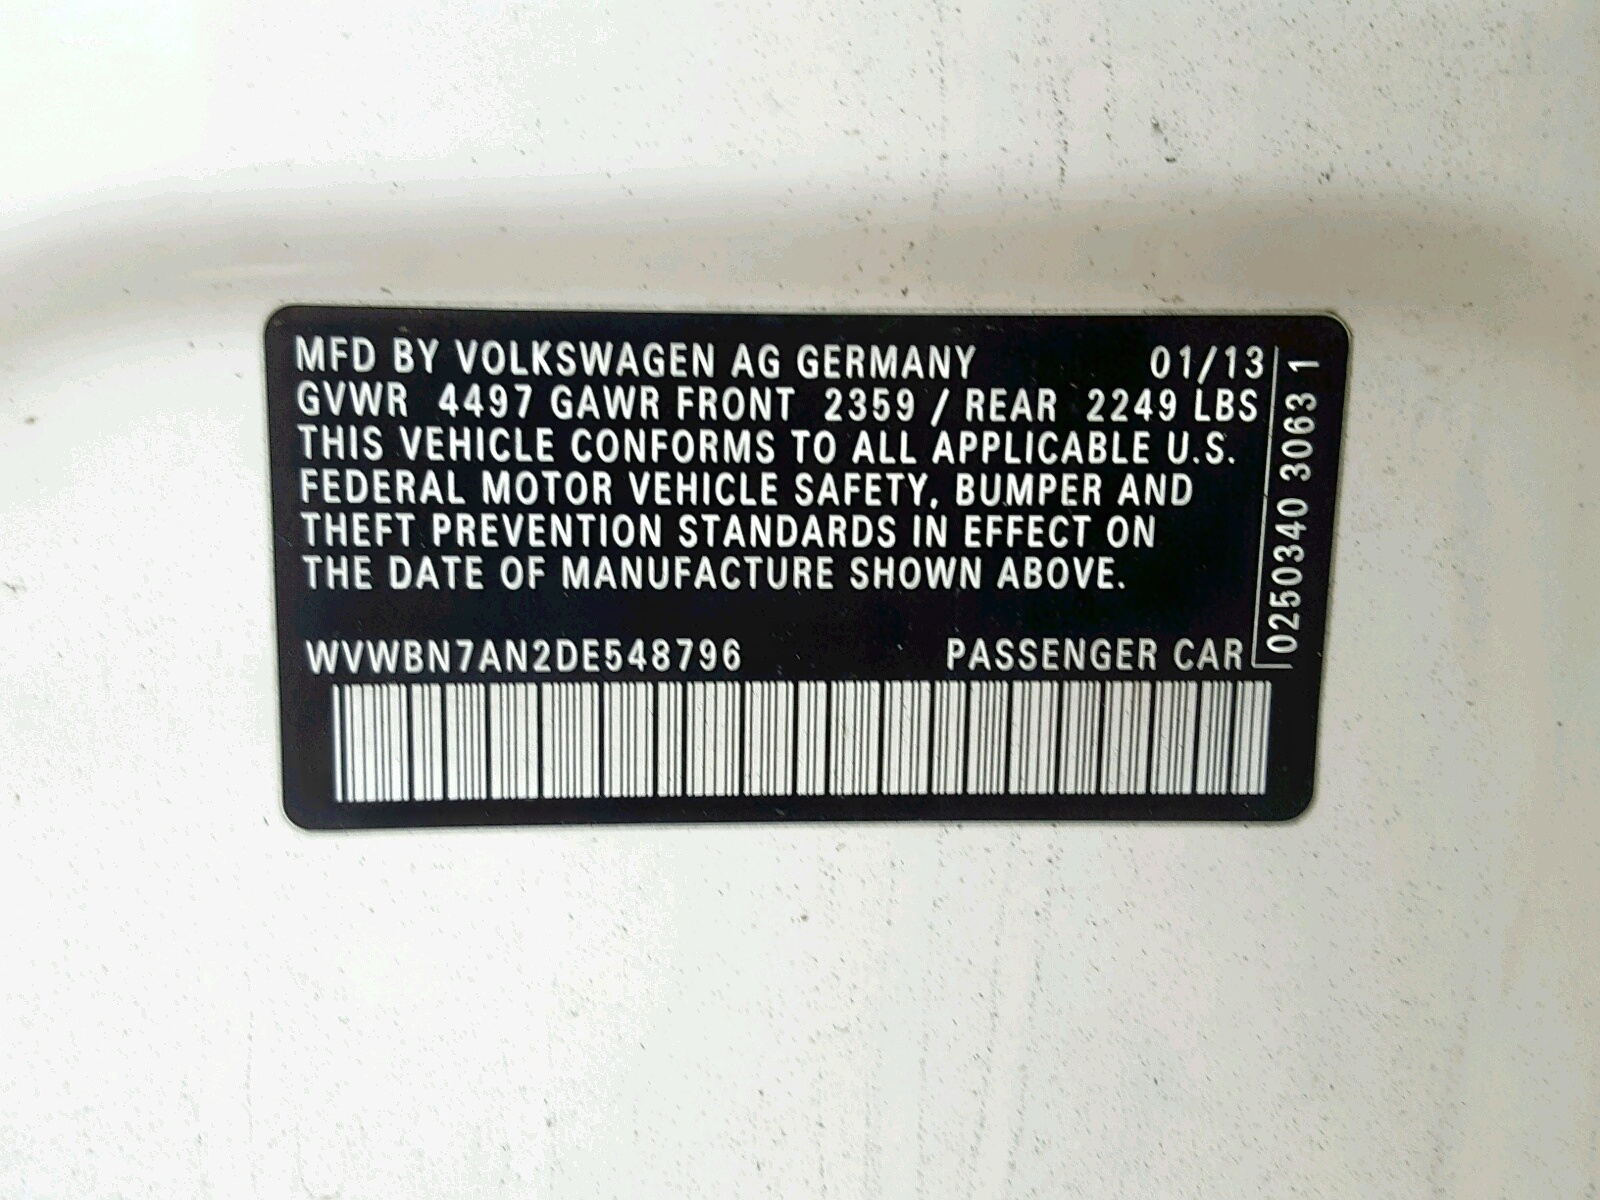 MFD BY VOLKSWAGEN AG GERMANY 01/13
GVWR 4497 GAWR FRONT 2359 / REAR 2249 LBS
THIS VEHICLE CONFORMS TO ALL APPLICABLE U.S.
FEDERAL MOTOR VEHICLE SAFETY, BUMPER AND
THEFT PREVENTION STANDARDS IN EFFECT ON
THE DATE OF MANUFACTURE SHOWN ABOVE.
WVWBN7AN2DE548796 PASSENGER CAR
0250340 3063 1